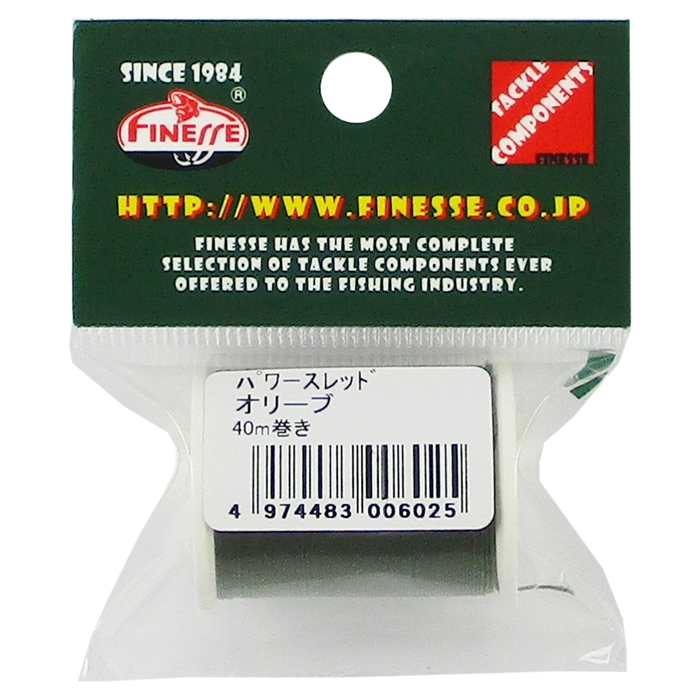 SINCE 1984
FINESSE
®
TACKLE
COMPONENTS
FINESSE
HTTP://WWW.FINESSE.CO.JP
FINESSE HAS THE MOST COMPLETE
SELECTION OF TACKLE COMPONENTS EVER
OFFERED TO THE FISHING INDUSTRY.
パワースレッド
オリーブ
40m巻き
4 974483 006025